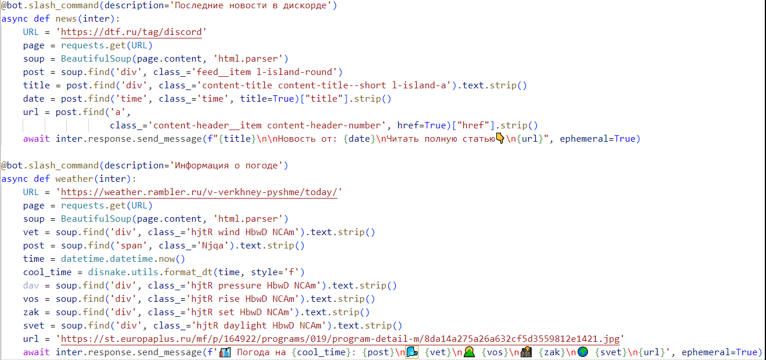 @bot.slash_command(description='Последние новости в дискорде')
async def news(inter):
    URL = 'https://dtf.ru/tag/discord'
    page = requests.get(URL)
    soup = BeautifulSoup(page.content, 'html.parser')
    post = soup.find('div', class_='feed__item l-island-round')
    title = post.find('div', class_='content-title content-title--short l-island-a').text.strip()
    date = post.find('time', class_='time', title=True)["title"].strip()
    url = post.find('a',
                    class_='content-header__item content-header-number', href=True)["href"].strip()
    await inter.response.send_message(f"{title}\n\nНовость от: {date}\nЧитать полную статью👇\n{url}", ephemeral=True)
@bot.slash_command(description='Информация о погоде')
async def weather(inter):
    URL = 'https://weather.rambler.ru/v-verkhney-pyshme/today/'
    page = requests.get(URL)
    soup = BeautifulSoup(page.content, 'html.parser')
    vet = soup.find('div', class_='hjtR wind HbwD NCAm').text.strip()
    post = soup.find('span', class_='Njqa').text.strip()
    time = datetime.datetime.now()
    cool_time = disnake.utils.format_dt(time, style='f')
    dav = soup.find('div', class_='hjtR pressure HbwD NCAm').text.strip()
    vos = soup.find('div', class_='hjtR rise HbwD NCAm').text.strip()
    zak = soup.find('div', class_='hjtR set HbwD NCAm').text.strip()
    svet = soup.find('div', class_='hjtR daylight HbwD NCAm').text.strip()
    url = 'https://st.europaplus.ru/mf/p/164922/programs/019/program-detail-m/8da14a275a26a632cf5d3559812e1421.jpg'
    await inter.response.send_message(f' Погода на {cool_time}: {post}\n {vet}\n {vos}\n {zak}\n {svet}\n{url}', ephemeral=True)